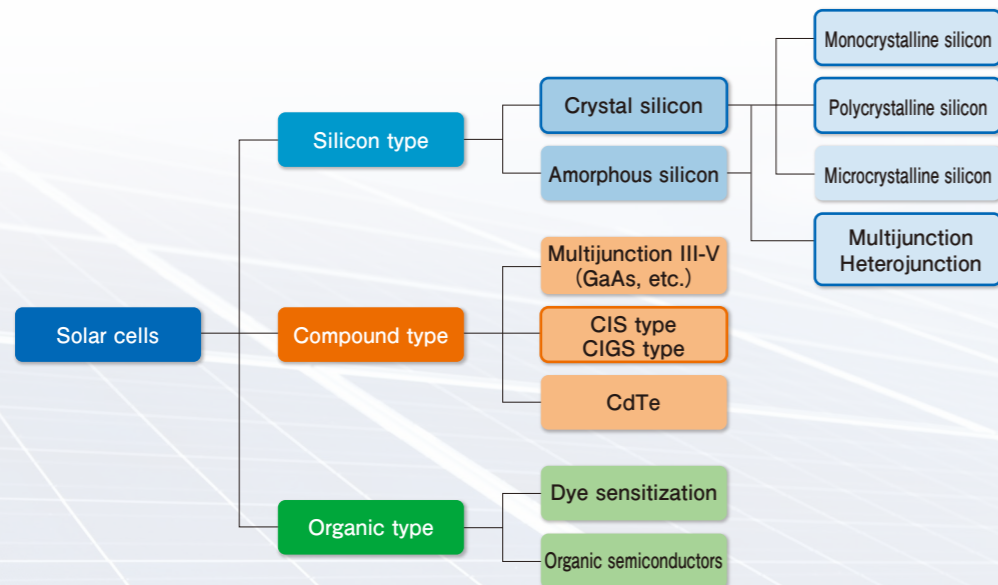 Solar cells
Silicon type
Crystal silicon
Amorphous silicon
Monocrystalline silicon
Polycrystalline silicon
Microcrystalline silicon
Multijunction
Heterojunction
Compound type
Multijunction III-V
(GaAs, etc.)
CIS type
CIGS type
CdTe
Organic type
Dye sensitization
Organic semiconductors